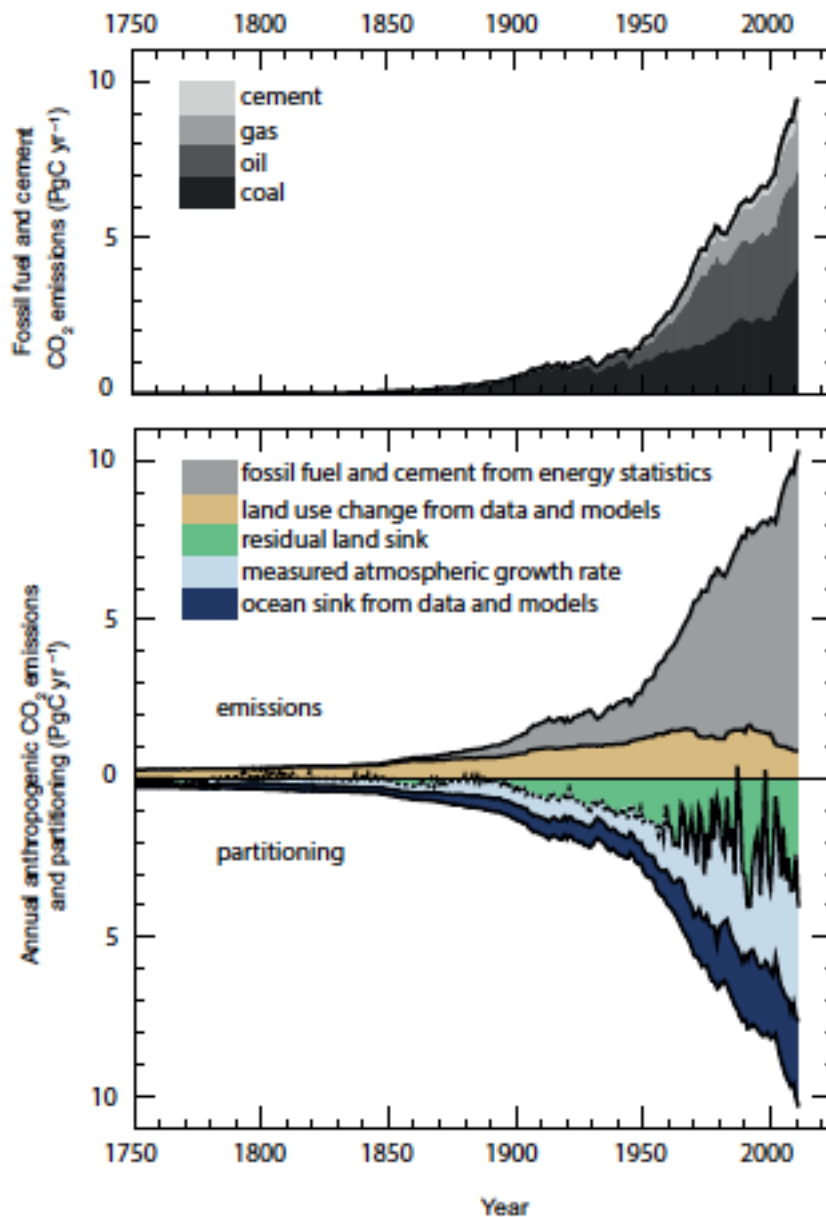 1750 1800 1850 1900 1950 2000
10
5
0
Fossil fuel and cement
CO₂ emissions (PgC yr⁻¹)
cement
gas
oil
coal
10
5
0
5
10
Annual anthropogenic CO₂ emissions
and partitioning (PgC yr⁻¹)
fossil fuel and cement from energy statistics
land use change from data and models
residual land sink
measured atmospheric growth rate
ocean sink from data and models
emissions
partitioning
1750 1800 1850 1900 1950 2000
Year